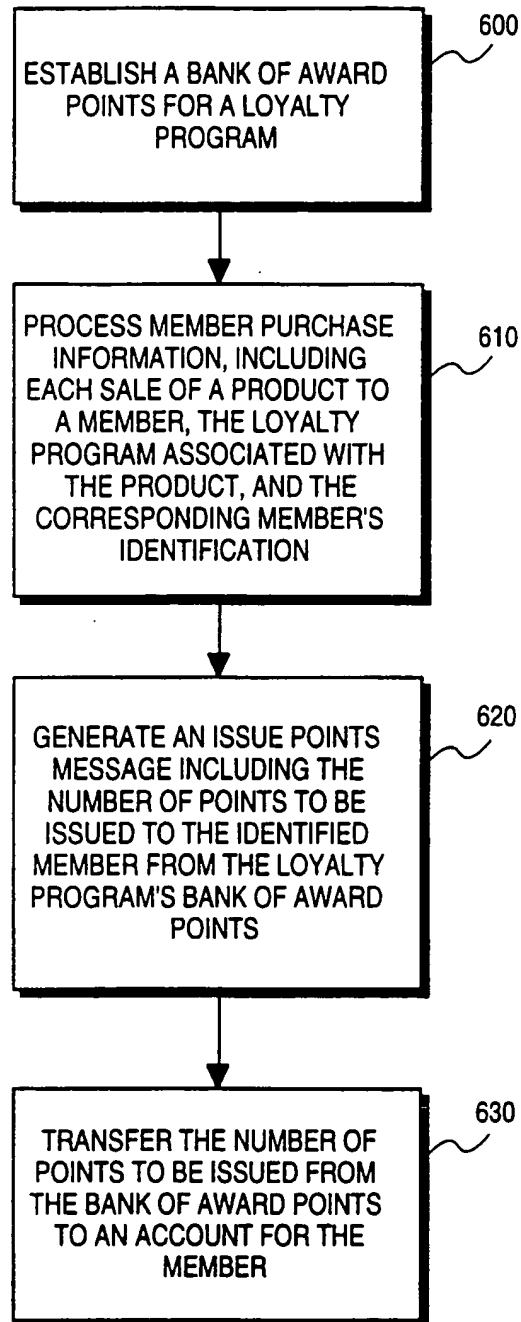 600
ESTABLISH A BANK OF AWARD
POINTS FOR A LOYALTY
PROGRAM
610
PROCESS MEMBER PURCHASE
INFORMATION, INCLUDING
EACH SALE OF A PRODUCT TO
A MEMBER, THE LOYALTY
PROGRAM ASSOCIATED WITH
THE PRODUCT, AND THE
CORRESPONDING MEMBER'S
IDENTIFICATION
620
GENERATE AN ISSUE POINTS
MESSAGE INCLUDING THE
NUMBER OF POINTS TO BE
ISSUED TO THE IDENTIFIED
MEMBER FROM THE LOYALTY
PROGRAM'S BANK OF AWARD
POINTS
630
TRANSFER THE NUMBER OF
POINTS TO BE ISSUED FROM
THE BANK OF AWARD POINTS
TO AN ACCOUNT FOR THE
MEMBER